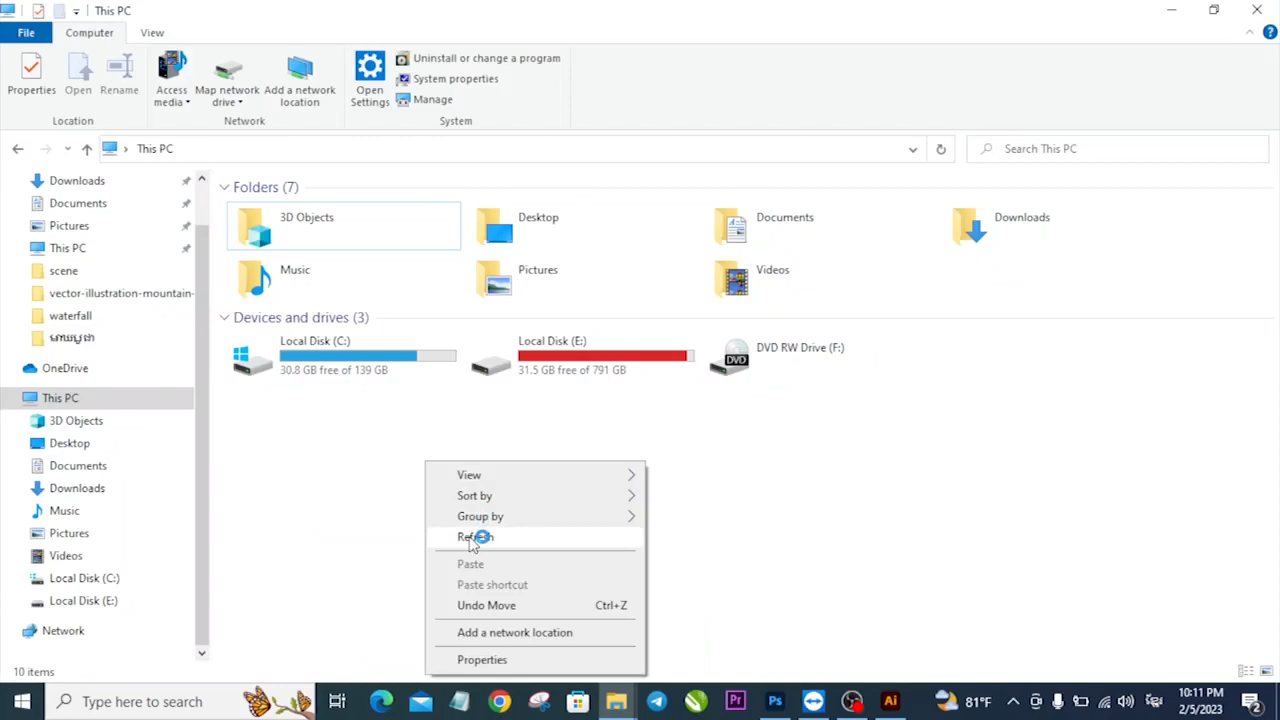 This PC
File
Computer
View
Properties
Open
Rename
Access media
Map network drive
Add a network location
Open Settings
Uninstall or change a program
System properties
Manage
Location
Network
System
This PC
Search This PC
Downloads
Documents
Pictures
This PC
scene
vector-illustration-mountain-
waterfall
OneDrive
This PC
3D Objects
Desktop
Documents
Downloads
Music
Pictures
Videos
Local Disk (C:)
Local Disk (E:)
Network
Folders (7)
3D Objects
Desktop
Documents
Downloads
Music
Pictures
Videos
Devices and drives (3)
Local Disk (C:)
30.8 GB free of 139 GB
Local Disk (E:)
31.5 GB free of 791 GB
DVD RW Drive (F:)
DVD
View
Sort by
Group by
Refresh
Paste
Paste shortcut
Undo Move Ctrl+Z
Add a network location
Properties
10 items
Type here to search
Pr
Ps
Ai
81°F
10:11 PM
2/5/2023
2